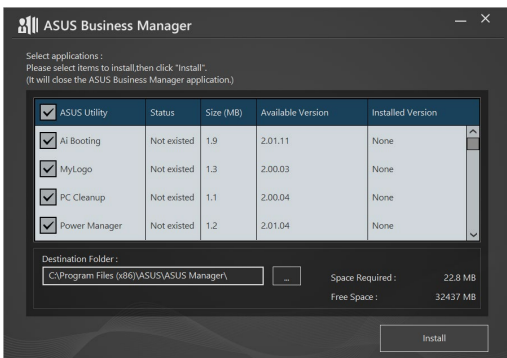 ASUS Business Manager
Select applications :
Please select items to install,then click "Install".
(It will close the ASUS Business Manager application.)
ASUS Utility Status Size (MB) Available Version Installed Version
Ai Booting Not existed 1.9 2.01.11 None
MyLogo Not existed 1.3 2.00.03 None
PC Cleanup Not existed 1.1 2.00.04 None
Power Manager Not existed 1.2 2.01.04 None
Destination Folder :
C:\Program Files (x86)\ASUS\ASUS Manager\ ... Space Required : 22.8 MB
Free Space : 32437 MB
Install